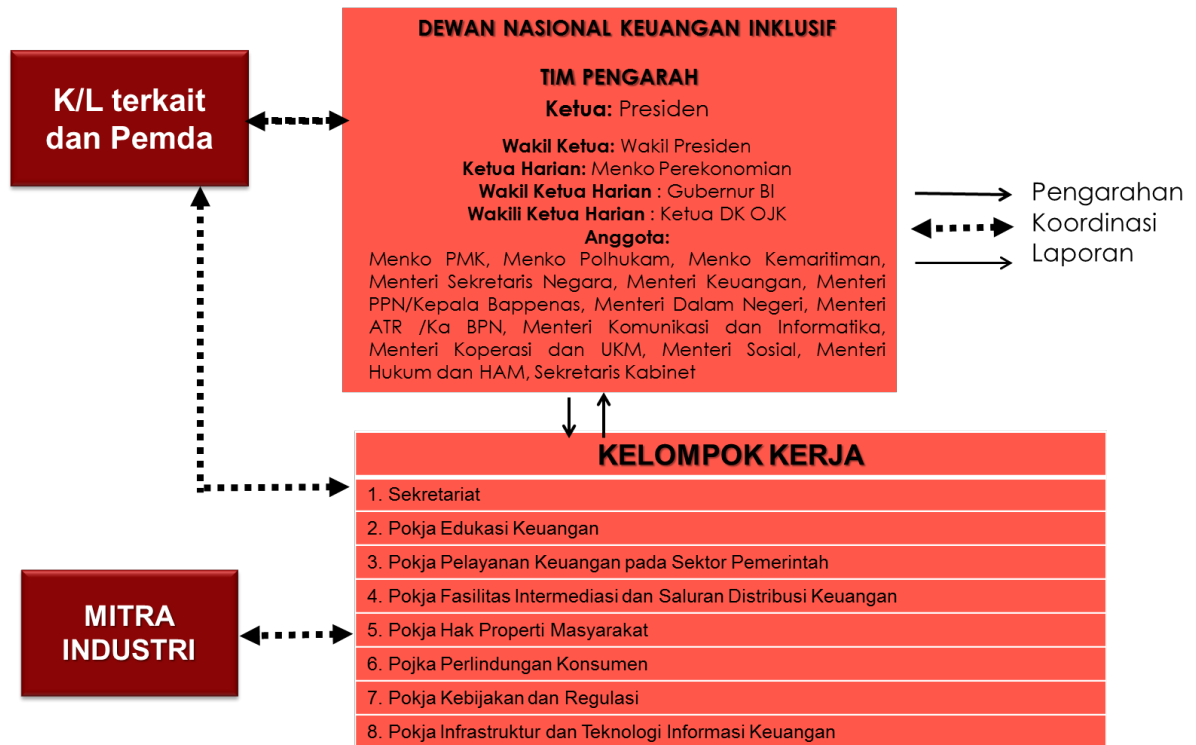 DEWAN NASIONAL KEUANGAN INKLUSIF
TIM PENGARAH
Ketua: Presiden
Wakil Ketua: Wakil Presiden
Ketua Harian: Menko Perekonomian
Wakil Ketua Harian : Gubernur BI
Wakili Ketua Harian : Ketua DK OJK
Anggota:
Menko PMK, Menko Polhukam, Menko Kemaritiman,
Menteri Sekretaris Negara, Menteri Keuangan, Menteri
PPN/Kepala Bappenas, Menteri Dalam Negeri, Menteri
ATR /Ka BPN, Menteri Komunikasi dan Informatika,
Menteri Koperasi dan UKM, Menteri Sosial, Menteri
Hukum dan HAM, Sekretaris Kabinet
K/L terkait
dan Pemda
Pengarahan
Koordinasi
Laporan
KELOMPOK KERJA
1. Sekretariat
2. Pokja Edukasi Keuangan
3. Pokja Pelayanan Keuangan pada Sektor Pemerintah
4. Pokja Fasilitas Intermediasi dan Saluran Distribusi Keuangan
5. Pokja Hak Properti Masyarakat
6. Pojka Perlindungan Konsumen
7. Pokja Kebijakan dan Regulasi
8. Pokja Infrastruktur dan Teknologi Informasi Keuangan
MITRA
INDUSTRI